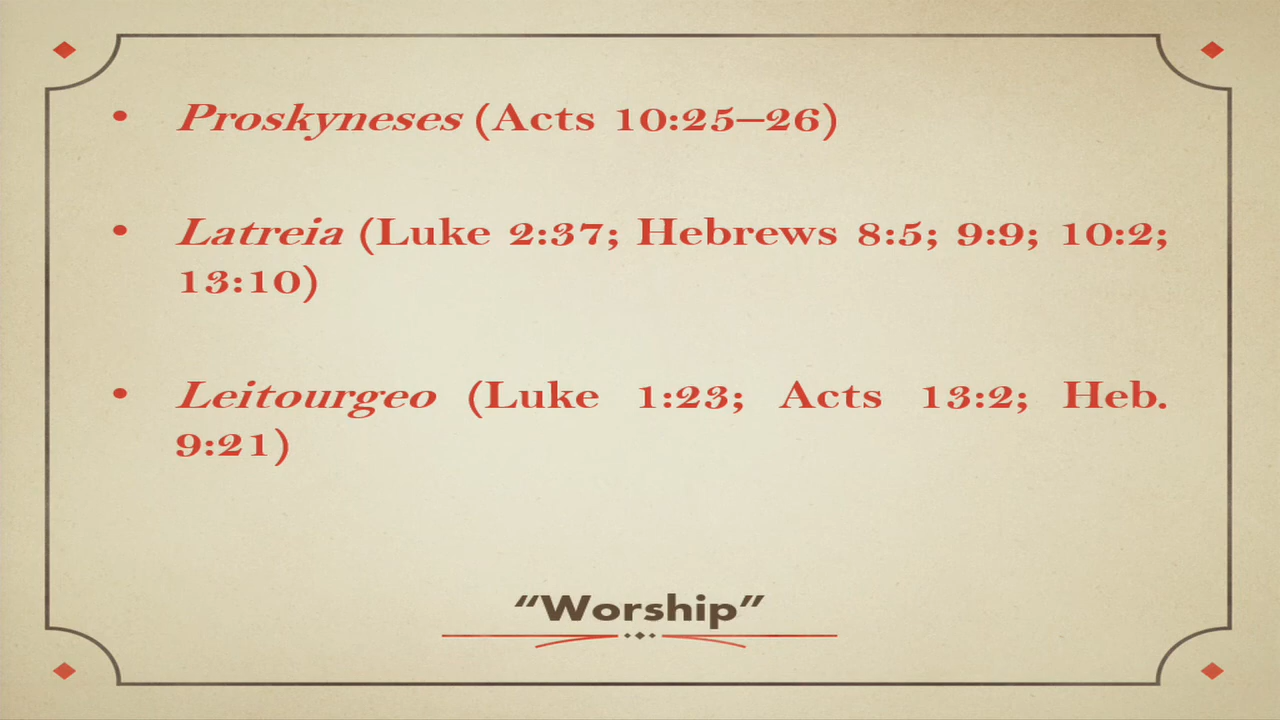 • Proskyneses (Acts 10:25–26)
• Latreia (Luke 2:37; Hebrews 8:5; 9:9; 10:2;
13:10)
• Leitourgeo (Luke 1:23; Acts 13:2; Heb.
9:21)
“Worship”